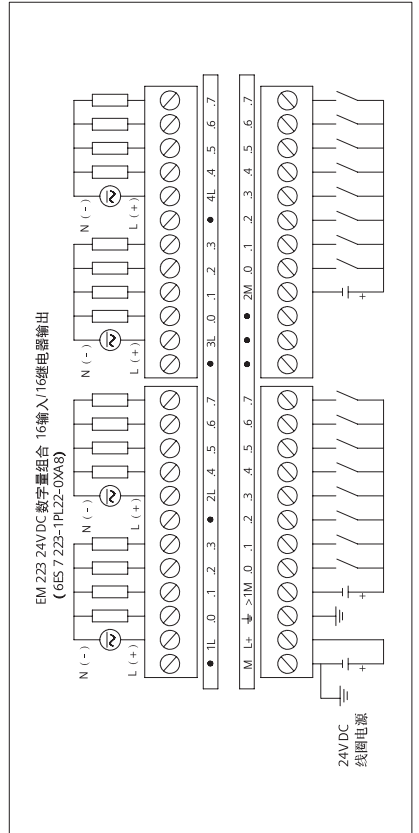 EM 223 24V DC 数字量组合 16输入/16继电器输出
(6ES 7 223-1PL22-0XA8)
N (-) N (-) N (-) N (-)
L (+) L (+) L (+) L (+)
● 1L .0 .1 .2 .3 ● 2L .4 .5 .6 .7 ● 3L .0 .1 .2 .3 ● 4L .4 .5 .6 .7
M L+ ⏚ >1M .0 .1 .2 .3 .4 .5 .6 .7 ● ● ● 2M .0 .1 .2 .3 .4 .5 .6 .7
+ + +
24V DC
线圈电源